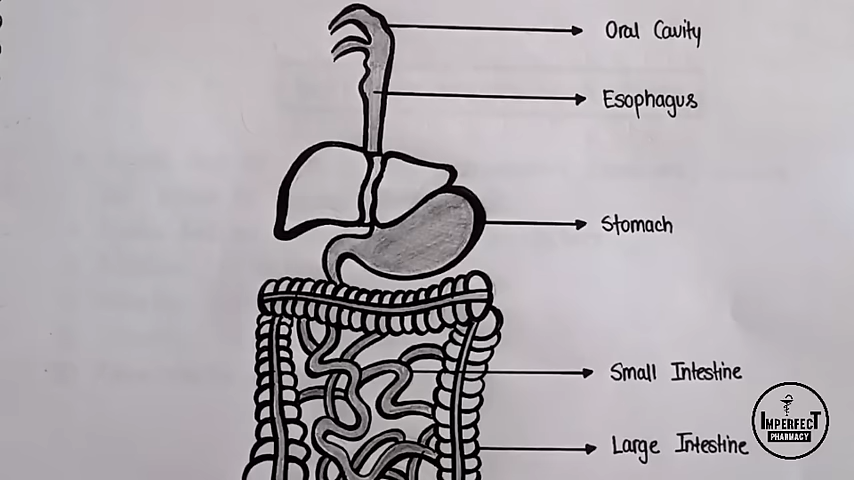 Oral Cavity
Esophagus
Stomach
Small Intestine
Large Intestine
IMPERFECT
PHARMACY